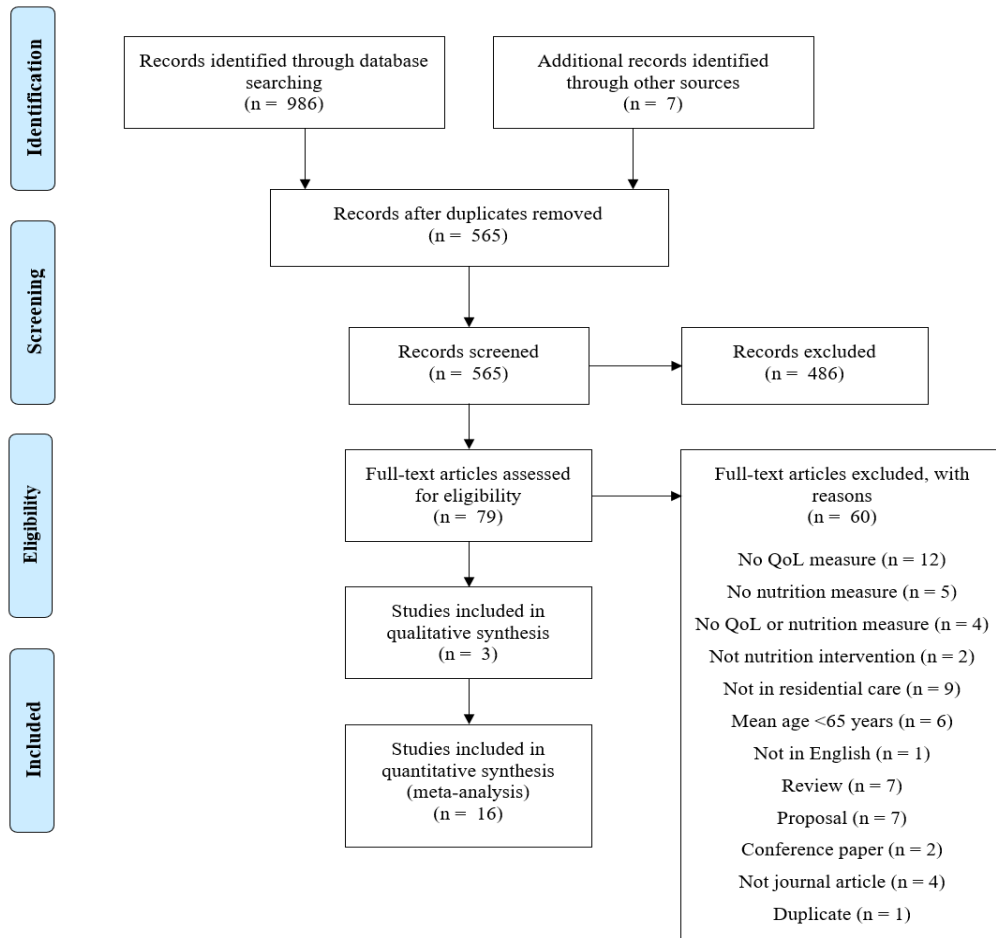 Identification
Records identified through database
searching
(n = 986)
Additional records identified
through other sources
(n = 7)
Records after duplicates removed
(n = 565)
Screening
Records screened
(n = 565)
Records excluded
(n = 486)
Eligibility
Full-text articles assessed
for eligibility
(n = 79)
Full-text articles excluded, with
reasons
(n = 60)
No QoL measure (n = 12)
No nutrition measure (n = 5)
No QoL or nutrition measure (n = 4)
Not nutrition intervention (n = 2)
Not in residential care (n = 9)
Mean age <65 years (n = 6)
Not in English (n = 1)
Review (n = 7)
Proposal (n = 7)
Conference paper (n = 2)
Not journal article (n = 4)
Duplicate (n = 1)
Studies included in
qualitative synthesis
(n = 3)
Included
Studies included in
quantitative synthesis
(meta-analysis)
(n = 16)